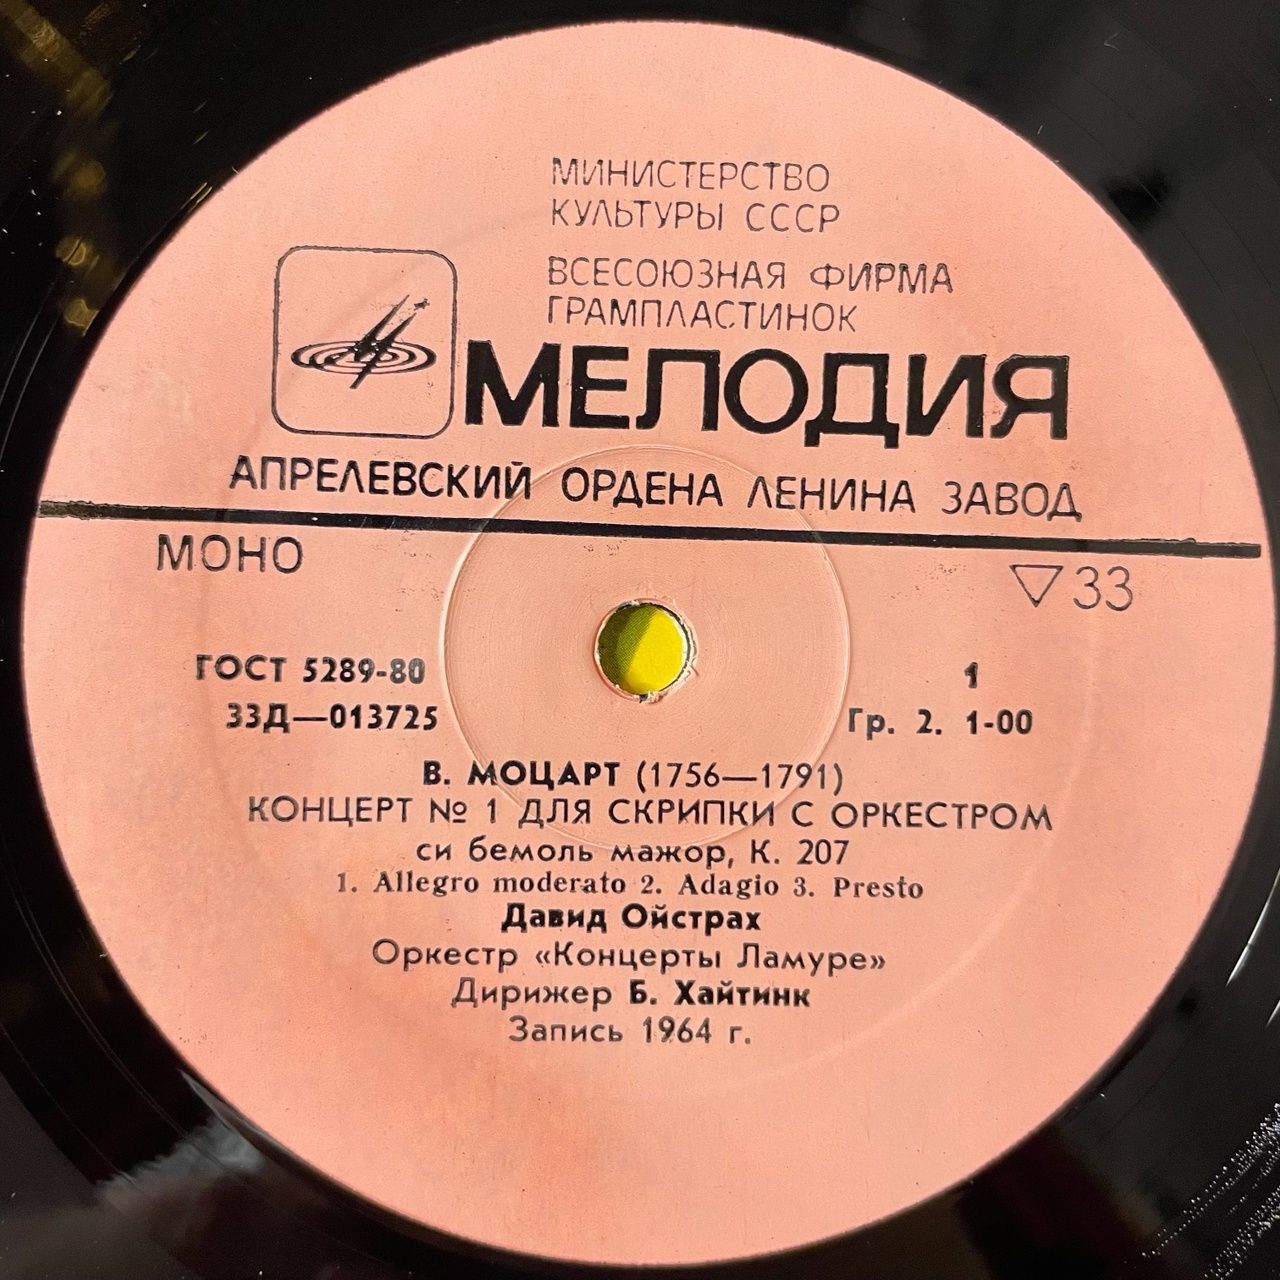 МИНИСТЕРСТВО
КУЛЬТУРЫ СССР
ВСЕСОЮЗНАЯ ФИРМА
ГРАМПЛАСТИНОК
МЕЛОДИЯ
АПРЕЛЕВСКИЙ ОРДЕНА ЛЕНИНА ЗАВОД
МОНО
▽33
ГОСТ 5289-80
1
33Д—013725
Гр. 2. 1-00
В. МОЦАРТ (1756—1791)
КОНЦЕРТ № 1 ДЛЯ СКРИПКИ С ОРКЕСТРОМ
си бемоль мажор, К. 207
1. Allegro moderato 2. Adagio 3. Presto
Давид Ойстрах
Оркестр «Концерты Ламуре»
Дирижер Б. Хайтинк
Запись 1964 г.